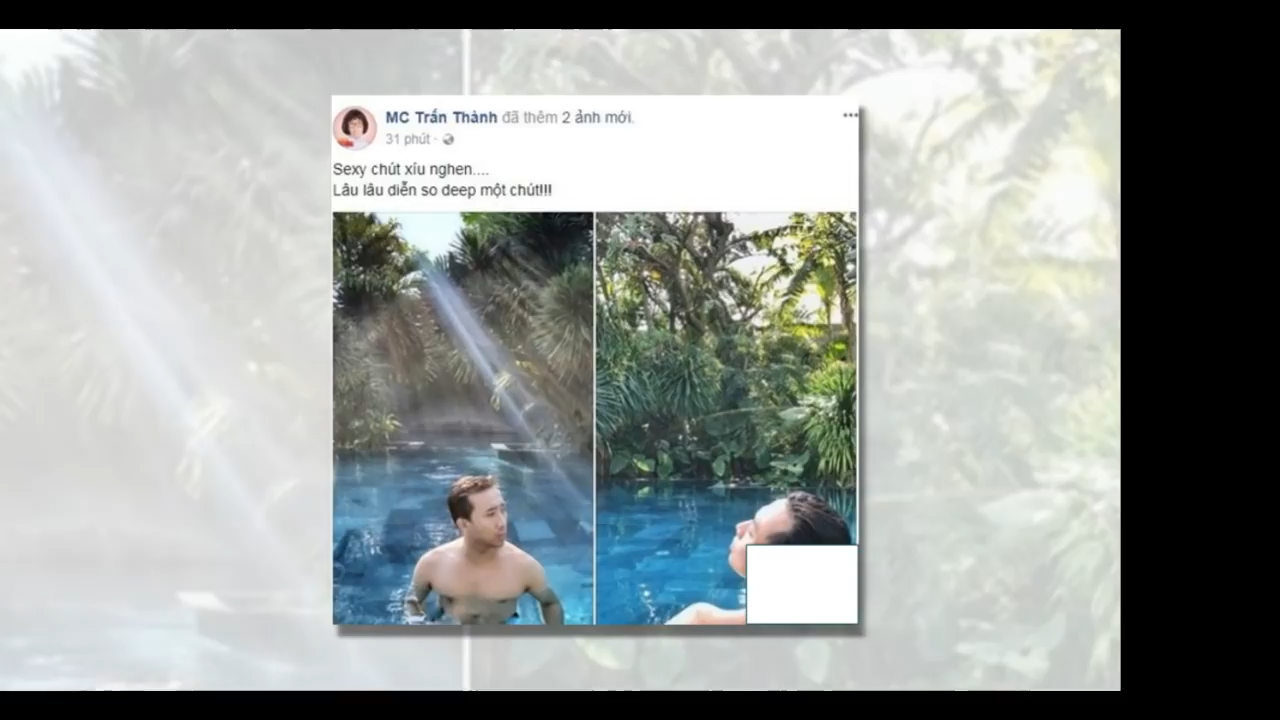 MC Trấn Thành đã thêm 2 ảnh mới.
31 phút ·
Sexy chút xíu nghen....
Lâu lâu diễn so deep một chút!!!